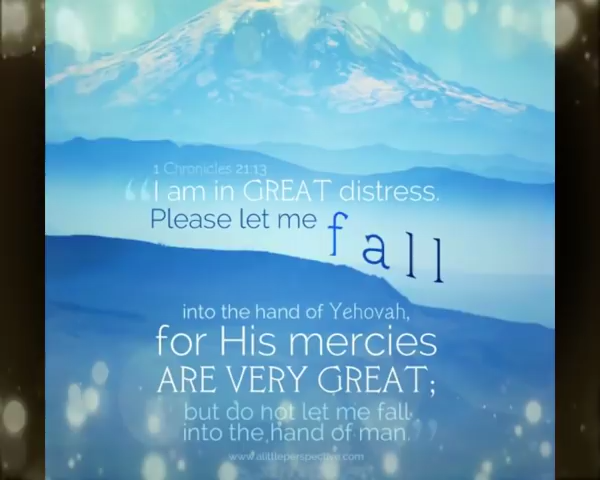 1 Chronicles 21:13
“I am in GREAT distress.
Please let me fall
into the hand of Yehovah,
for His mercies
ARE VERY GREAT;
but do not let me fall
into the hand of man.”
www.alittleperspective.com